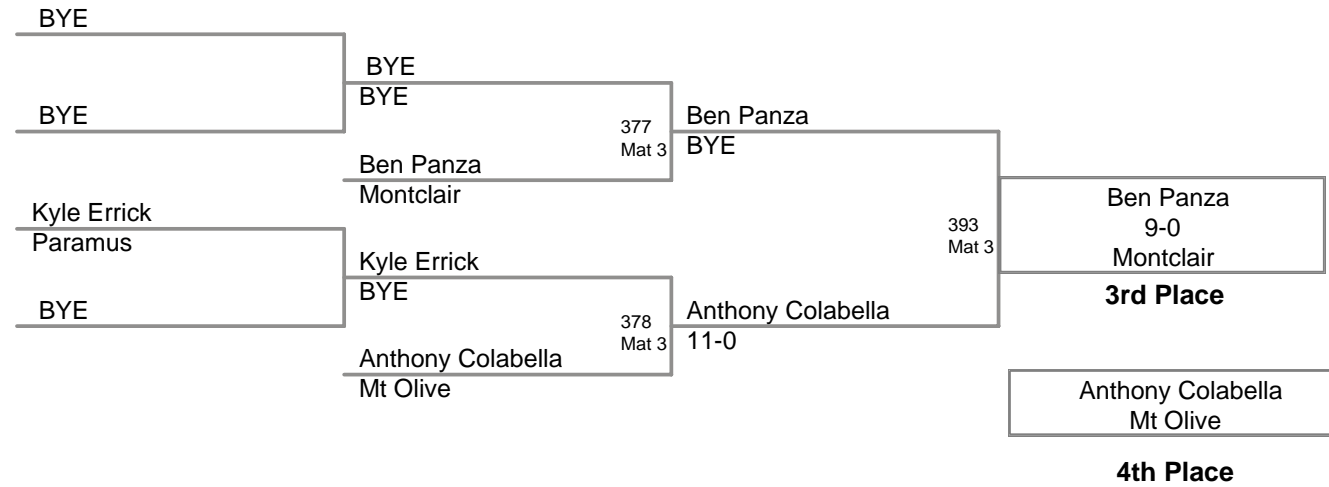 BYE
BYE
Kyle Errick
Paramus
BYE
BYE
BYE
Ben Panza
Montclair
Kyle Errick
BYE
Anthony Colabella
Mt Olive
377
Mat 3
378
Mat 3
Ben Panza
BYE
Anthony Colabella
11-0
393
Mat 3
Ben Panza
9-0
Montclair
3rd Place
Anthony Colabella
Mt Olive
4th Place